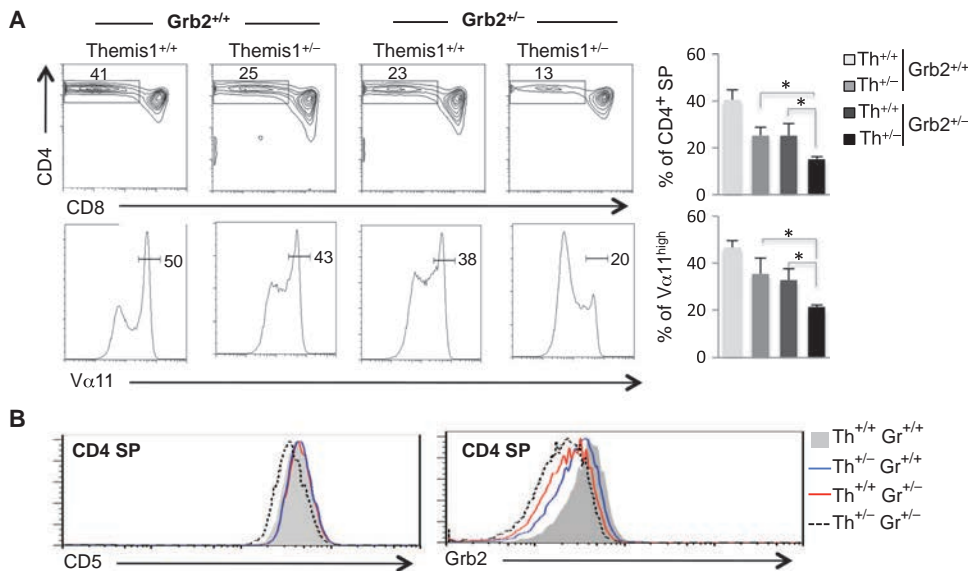 A
Grb2+/+
Grb2+/−
Themis1+/+
Themis1+/−
Themis1+/+
Themis1+/−
41
25
23
13
CD4
CD8
50
43
38
20
Vα11
% of CD4+ SP
60
40
20
0
*
*
Th+/+
Th+/−
Grb2+/+
Th+/+
Th+/−
Grb2+/−
% of Vα11high
60
40
20
0
*
*
B
CD4 SP
CD5
CD4 SP
Grb2
Th+/+ Gr+/+
Th+/− Gr+/+
Th+/+ Gr+/−
Th+/− Gr+/−